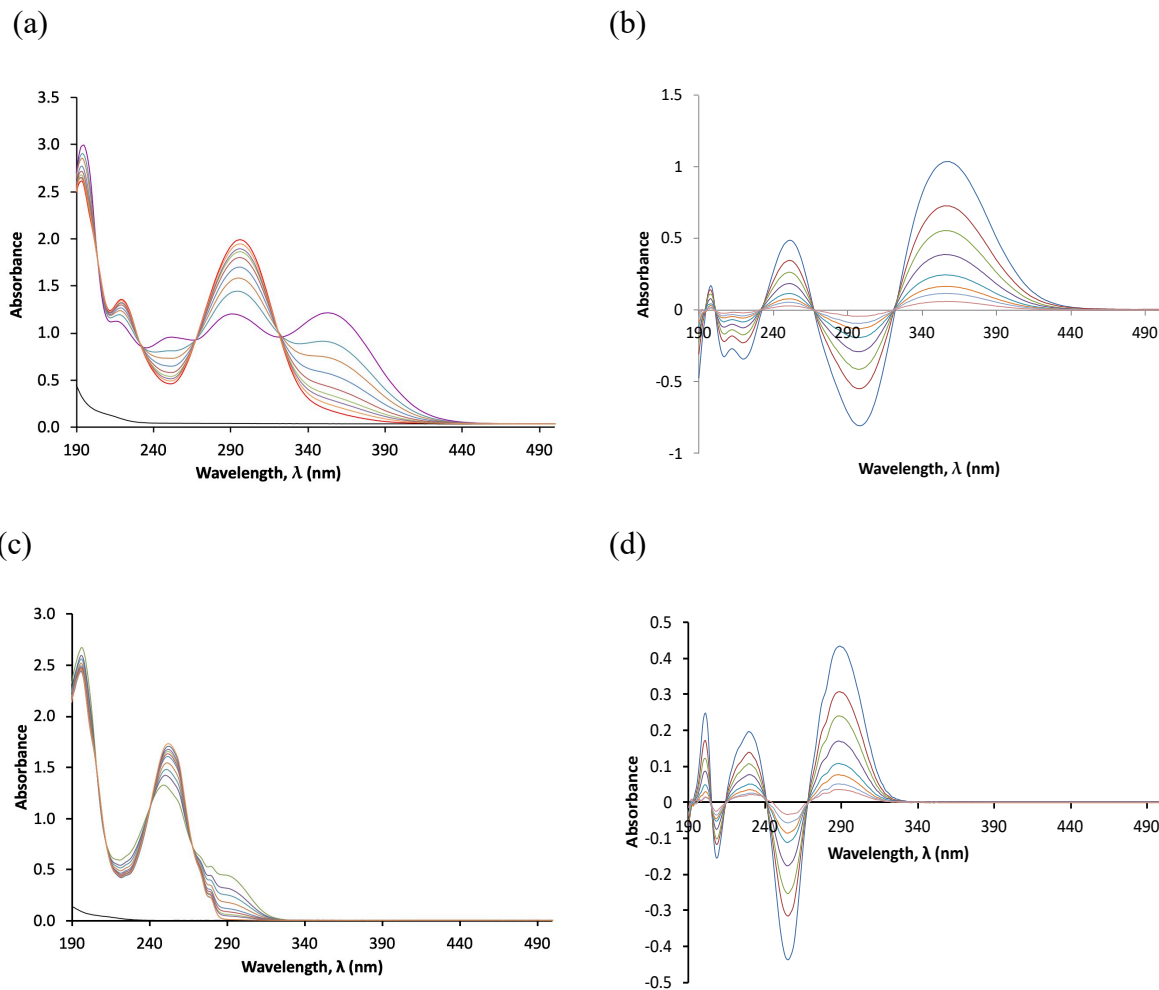 (a)
3.5
3.0
2.5
2.0
1.5
1.0
0.5
0.0
Absorbance
190 240 290 340 390 440 490
Wavelength, λ (nm)
(b)
1.5
1
0.5
0
-0.5
-1
Absorbance
190 240 290 340 390 440 490
Wavelength, λ (nm)
(c)
3.0
2.5
2.0
1.5
1.0
0.5
0.0
Absorbance
190 240 290 340 390 440 490
Wavelength, λ (nm)
(d)
0.5
0.4
0.3
0.2
0.1
0
-0.1
-0.2
-0.3
-0.4
-0.5
Absorbance
190 240 290 340 390 440 490
Wavelength, λ (nm)